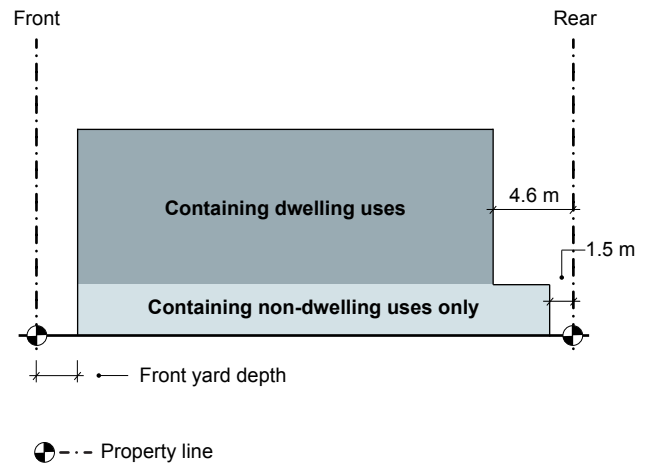 Front
Rear
Containing dwelling uses
4.6 m
1.5 m
Containing non-dwelling uses only
Front yard depth
Property line